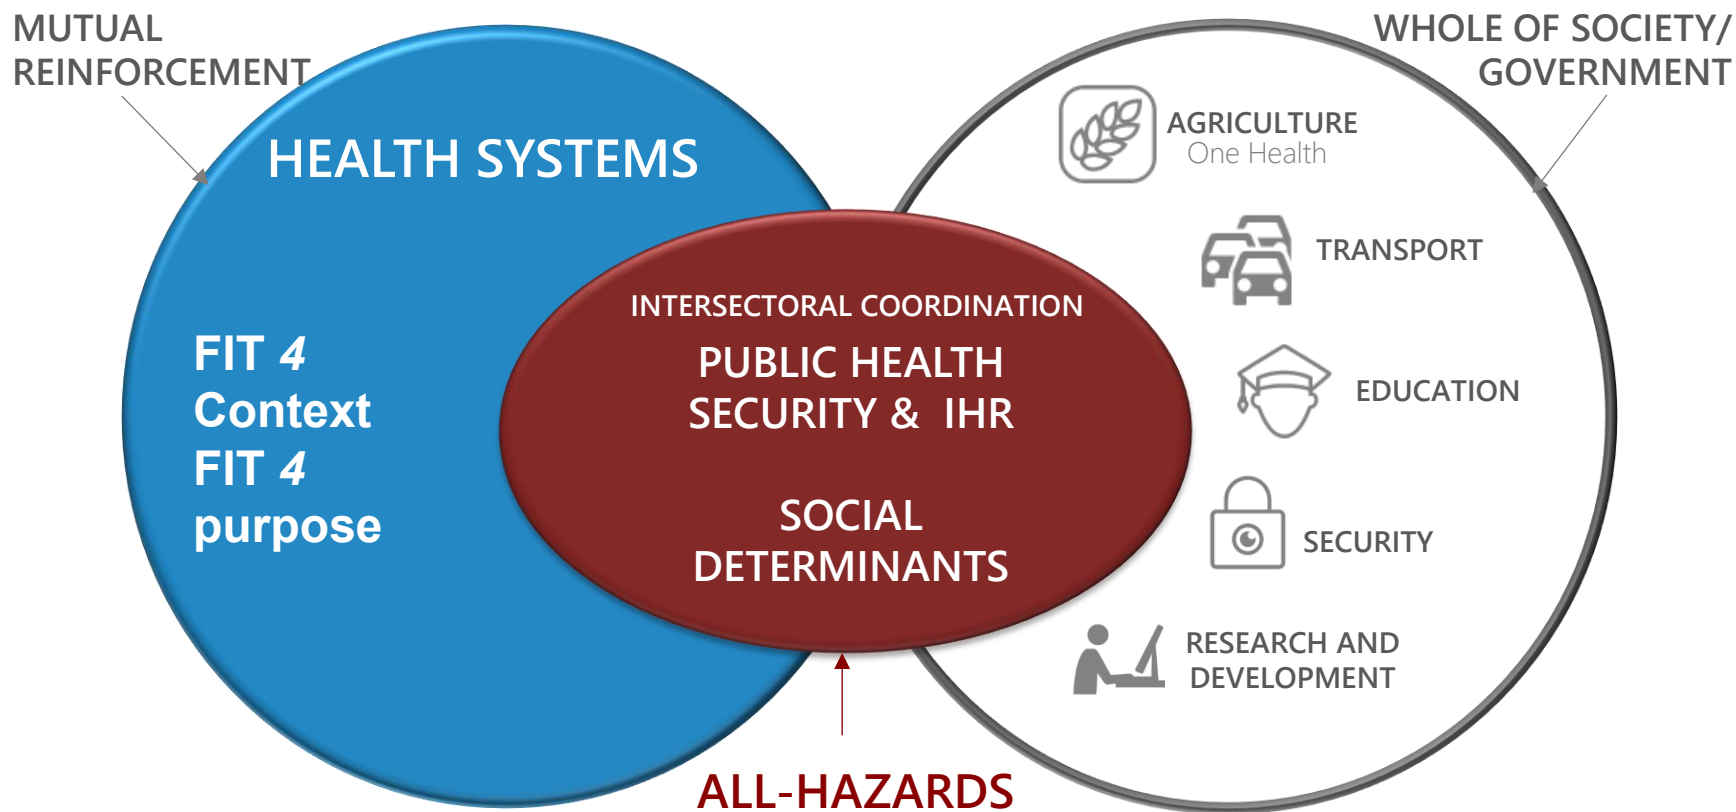 MUTUAL
REINFORCEMENT
HEALTH SYSTEMS
FIT 4
Context
FIT 4
purpose
INTERSECTORAL COORDINATION
PUBLIC HEALTH
SECURITY & IHR
SOCIAL
DETERMINANTS
ALL-HAZARDS
WHOLE OF SOCIETY/
GOVERNMENT
AGRICULTURE
One Health
TRANSPORT
EDUCATION
SECURITY
RESEARCH AND
DEVELOPMENT